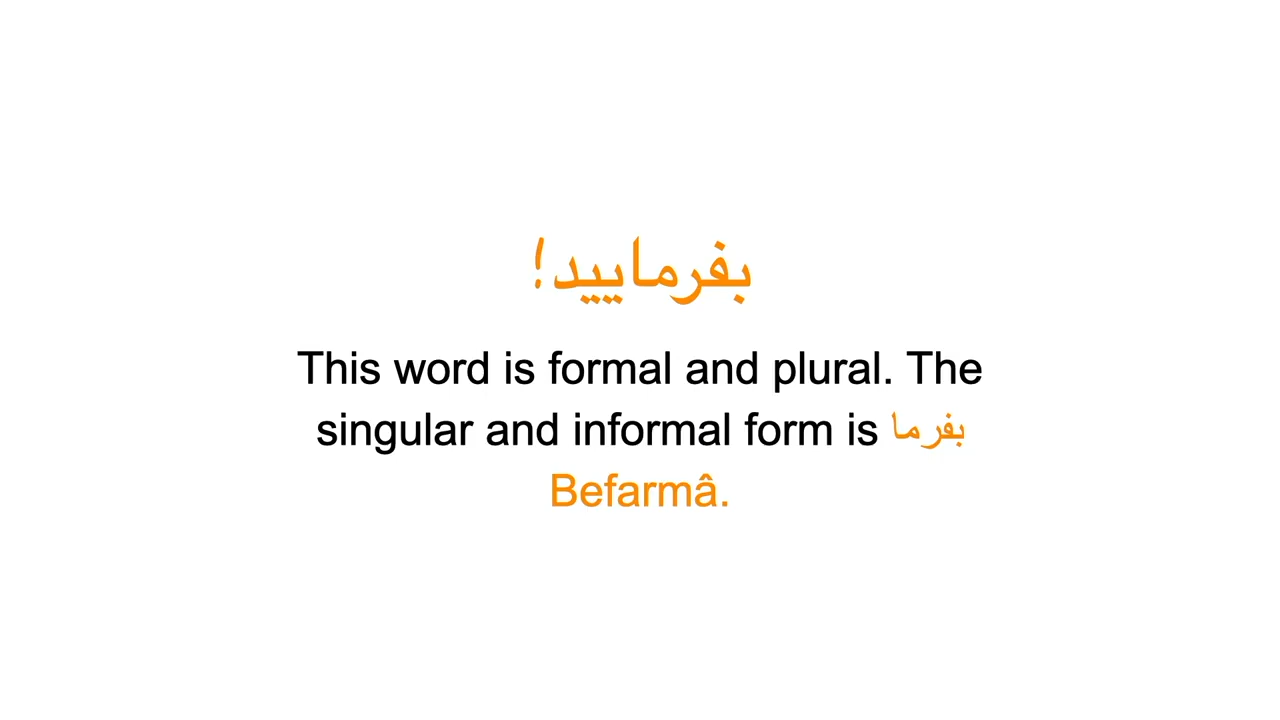 بفرمایید!
This word is formal and plural. The
singular and informal form is بفرما
Befarmâ.